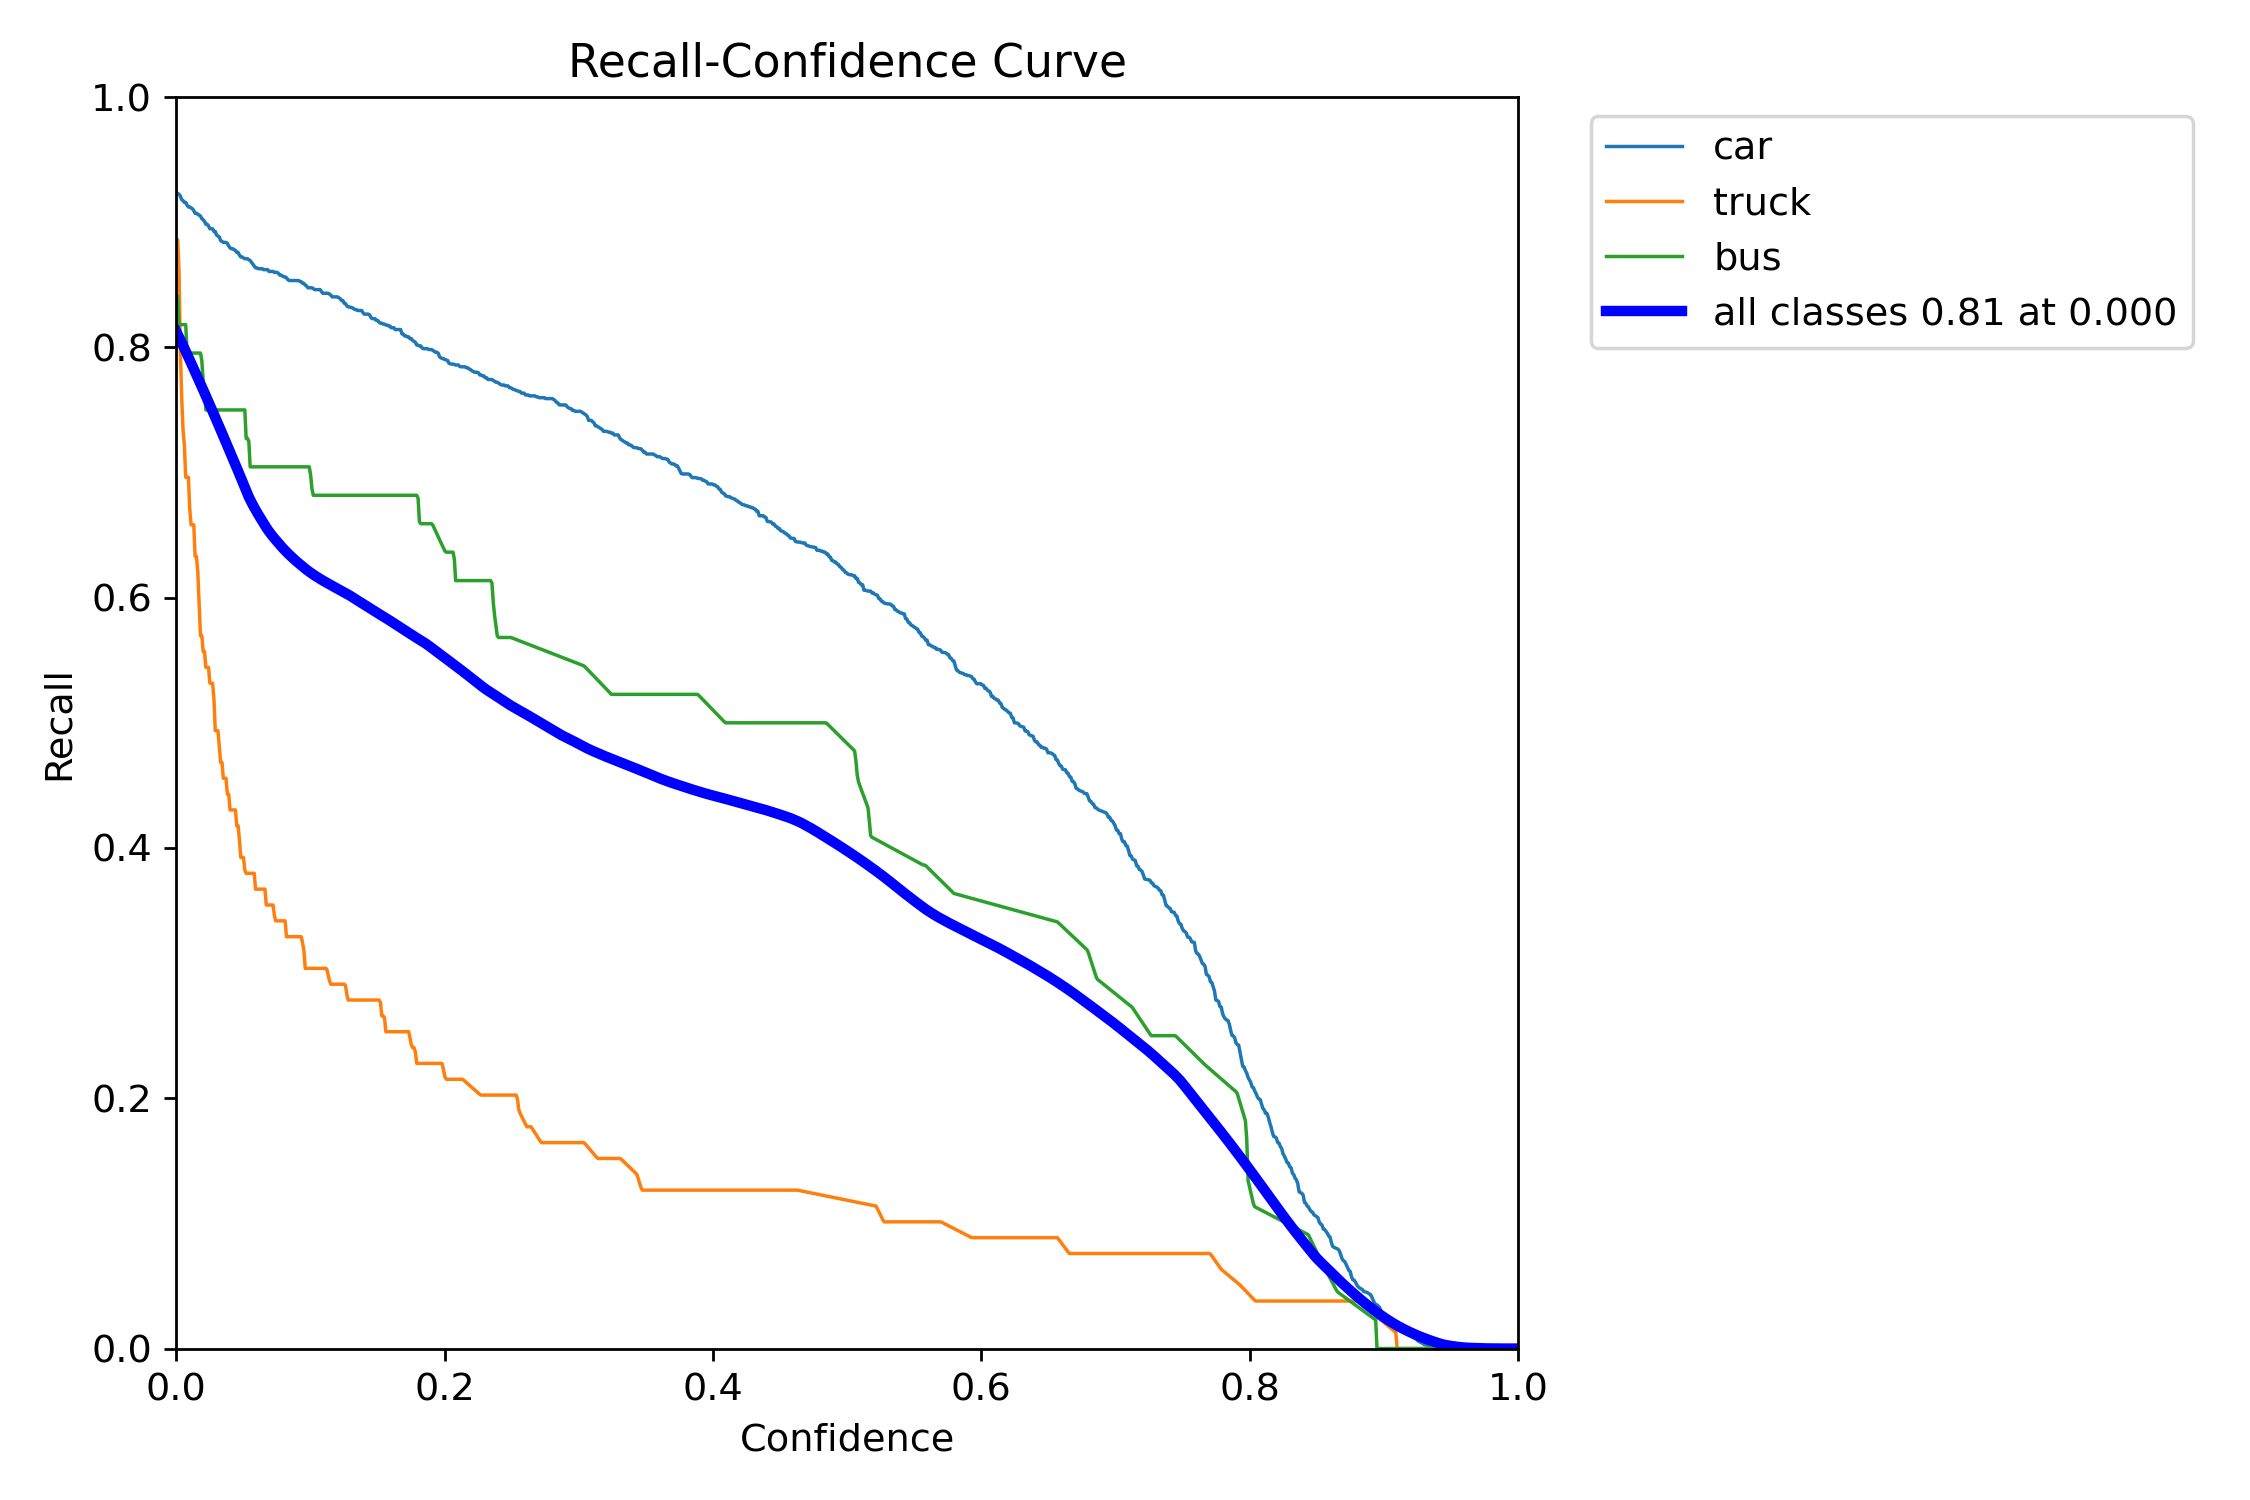 Recall-Confidence Curve
1.0
0.8
0.6
0.4
0.2
0.0
Recall
0.0 0.2 0.4 0.6 0.8 1.0
Confidence
car
truck
bus
all classes 0.81 at 0.000